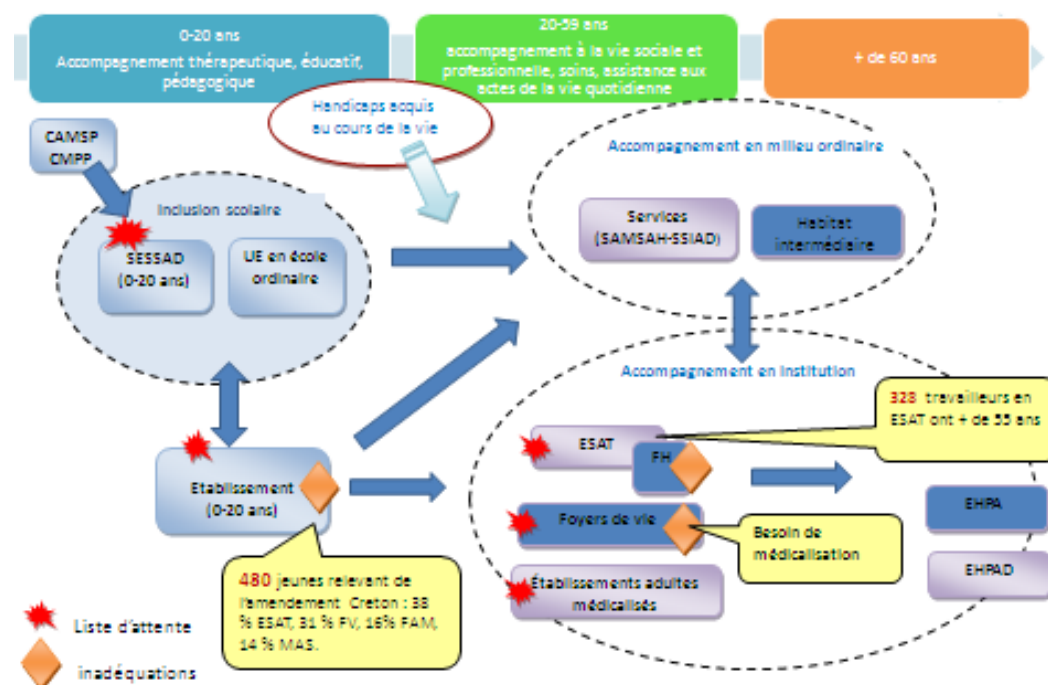 0-20 ans
Accompagnement thérapeutique, éducatif,
pédagogique
20-59 ans
accompagnement à la vie sociale et
professionnelle, soins, assistance aux
actes de la vie quotidienne
+ de 60 ans
Handicaps acquis
au cours de la vie
CAMSP
CMPP
Inclusion scolaire
SESSAD
(0-20 ans)
UE en école
ordinaire
Accompagnement en milieu ordinaire
Services
(SAMSAH-SSIAD)
Habitat
intermédiaire
Accompagnement en institution
328 travailleurs en
ESAT ont + de 55 ans
ESAT
FH
Etablissement
(0-20 ans)
Foyers de vie
Besoin de
médicalisation
EHPA
Établissements adultes
médicalisés
EHPAD
480 jeunes relevant de
l'amendement Creton : 38
% ESAT, 31 % FV, 16% FAM,
14 % MAS.
Liste d'attente
inadéquations